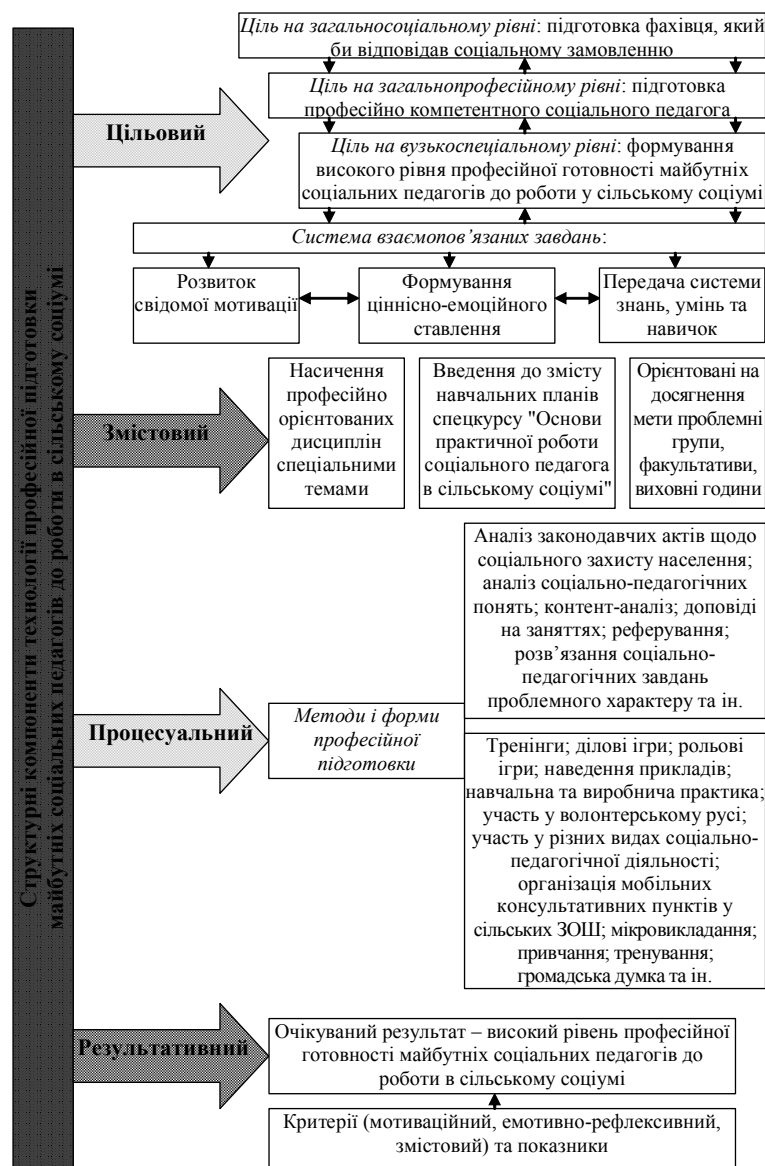 Структурні компоненти технології професійної підготовки
майбутніх соціальних педагогів до роботи в сільському соціумі
Цільовий
Ціль на загальносоціальному рівні: підготовка фахівця, який
би відповідав соціальному замовленню
Ціль на загальнопрофесійному рівні: підготовка
професійно компетентного соціального педагога
Ціль на вузькоспеціальному рівні: формування
високого рівня професійної готовності майбутніх
соціальних педагогів до роботи у сільському соціумі
Система взаємопов’язаних завдань:
Розвиток
свідомої мотивації
Формування
ціннісно-емоційного
ставлення
Передача системи
знань, умінь та
навичок
Змістовий
Насичення
професійно
орієнтованих
дисциплін
спеціальними
темами
Введення до змісту
навчальних планів
спецкурсу "Основи
практичної роботи
соціального педагога
в сільському соціумі"
Орієнтовані на
досягнення
мети проблемні
групи,
факультативи,
виховні години
Процесуальний
Методи і форми
професійної
підготовки
Аналіз законодавчих актів щодо
соціального захисту населення;
аналіз соціально-педагогічних
понять; контент-аналіз; доповіді
на заняттях; реферування;
розв’язання соціально-
педагогічних завдань
проблемного характеру та ін.
Тренінги; ділові ігри; рольові
ігри; наведення прикладів;
навчальна та виробнича практика;
участь у волонтерському русі;
участь у різних видах соціально-
педагогічної діяльності;
організація мобільних
консультативних пунктів у
сільських ЗОШ; мікровикладання;
привчання; тренування;
громадська думка та ін.
Результативний
Очікуваний результат – високий рівень професійної
готовності майбутніх соціальних педагогів до
роботи в сільському соціумі
Критерії (мотиваційний, емотивно-рефлексивний,
змістовий) та показники